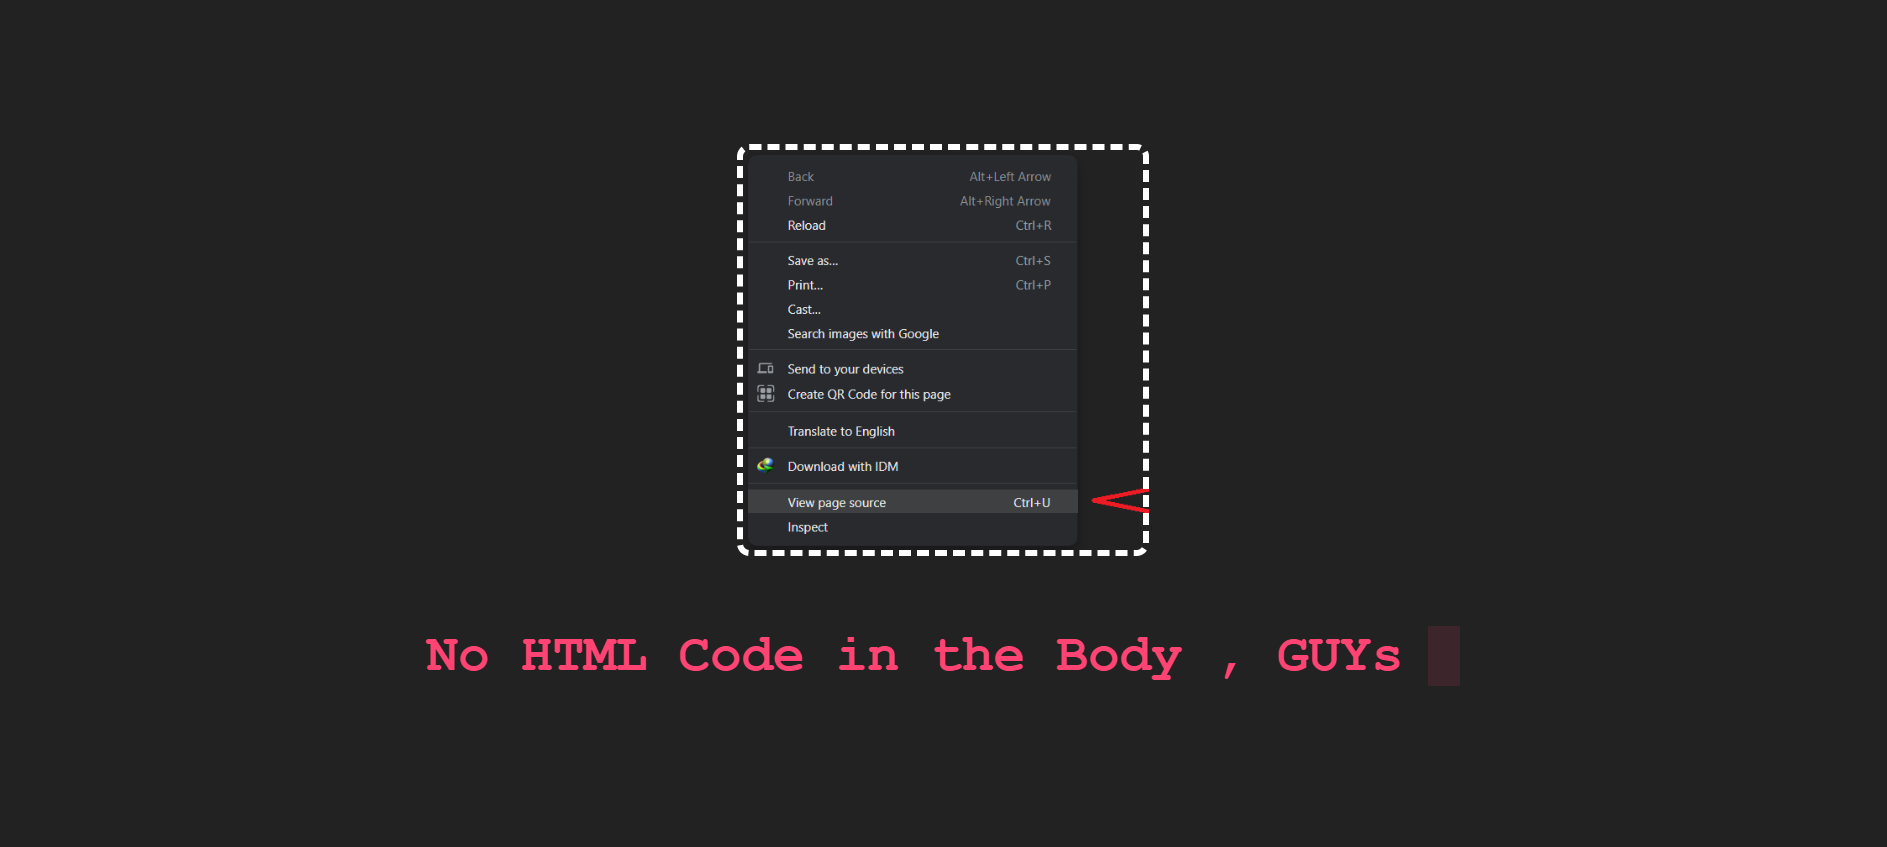 Back Alt+Left Arrow
Forward Alt+Right Arrow
Reload Ctrl+R
Save as... Ctrl+S
Print... Ctrl+P
Cast...
Search images with Google
Send to your devices
Create QR Code for this page
Translate to English
Download with IDM
View page source Ctrl+U
Inspect
No HTML Code in the Body , GUYs